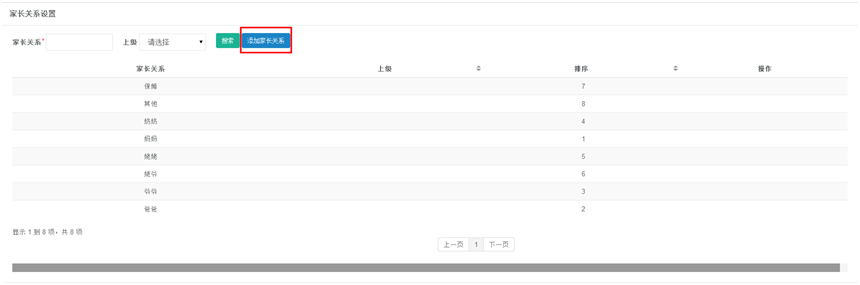 家长关系设置
家长关系* 上级 请选择 搜索 添加家长关系
家长关系 上级 排序 操作
保姆 7
其他 8
奶奶 4
妈妈 1
姥姥 5
姥爷 6
爷爷 3
爸爸 2
显示 1 到 8 项，共 8 项
上一页 1 下一页